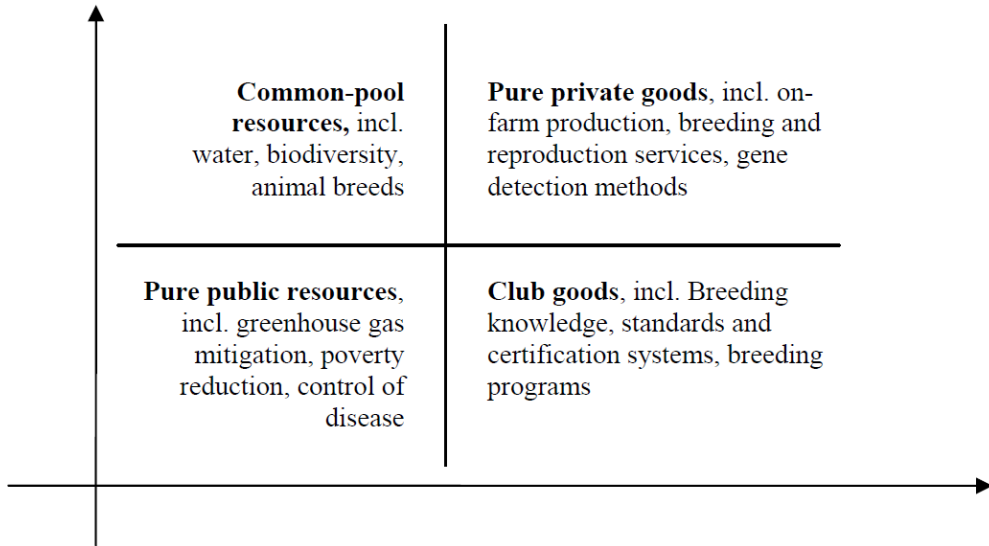 Common-pool
resources, incl.
water, biodiversity,
animal breeds
Pure private goods, incl. on-
farm production, breeding and
reproduction services, gene
detection methods
Pure public resources,
incl. greenhouse gas
mitigation, poverty
reduction, control of
disease
Club goods, incl. Breeding
knowledge, standards and
certification systems, breeding
programs